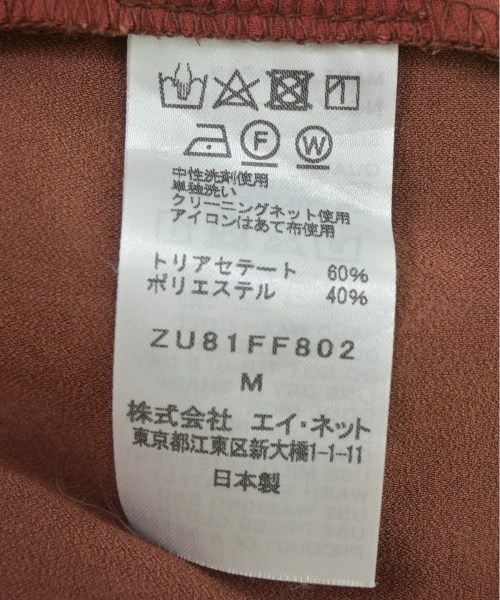 F W
中性洗剤使用
単独洗い
クリーニングネット使用
アイロンはあて布使用
トリアセテート 60%
ポリエステル 40%
ZU81FF802
M
株式会社 エイ・ネット
東京都江東区新大橋1-1-11
日本製